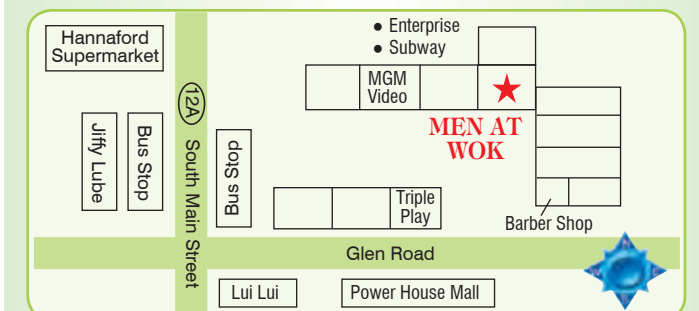 Hannaford
Supermarket
• Enterprise
• Subway
MGM
Video
MEN AT
WOK
12A
South Main Street
Jiffy Lube
Bus Stop
Bus Stop
Triple
Play
Barber Shop
Glen Road
Lui Lui
Power House Mall